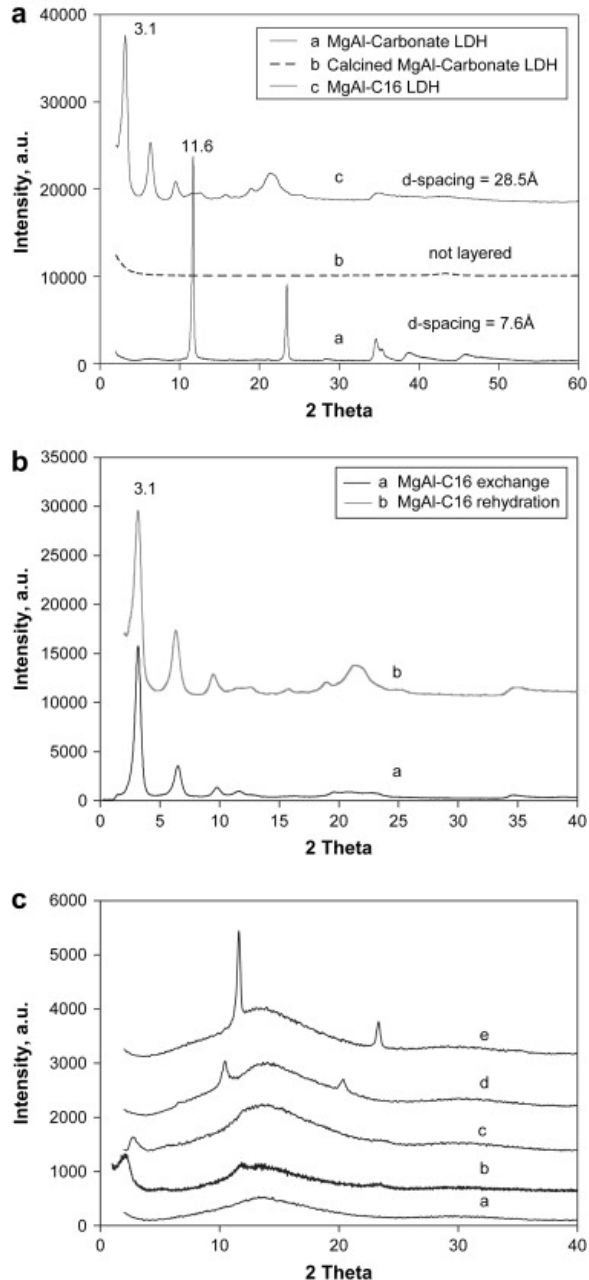 a
40000
30000
20000
10000
0
Intensity, a.u.
3.1
11.6
a MgAl-Carbonate LDH
b Calcined MgAl-Carbonate LDH
c MgAl-C16 LDH
c
d-spacing = 28.5Å
b
not layered
a
d-spacing = 7.6Å
0 10 20 30 40 50 60
2 Theta
b
35000
30000
25000
20000
15000
10000
5000
0
Intensity, a.u.
3.1
a MgAl-C16 exchange
b MgAl-C16 rehydration
b
a
0 5 10 15 20 25 30 35 40
2 Theta
c
6000
5000
4000
3000
2000
1000
0
Intensity, a.u.
e
d
c
b
a
0 10 20 30 40
2 Theta